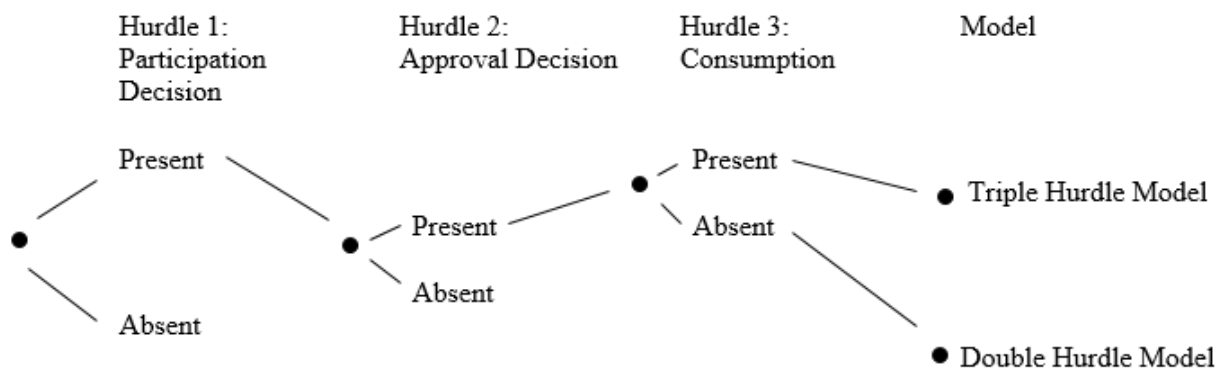 Hurdle 1:
Participation
Decision
Hurdle 2:
Approval Decision
Hurdle 3:
Consumption
Model
Present
Absent
Present
Absent
Present
Absent
Triple Hurdle Model
Double Hurdle Model